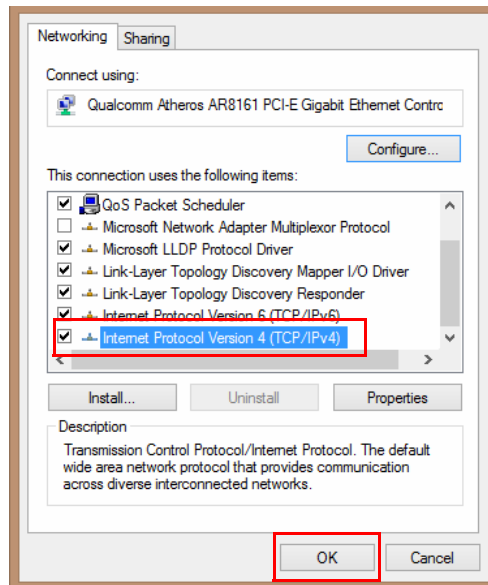 Networking Sharing
Connect using:
Qualcomm Atheros AR8161 PCI-E Gigabit Ethernet Contrc
Configure...
This connection uses the following items:
QoS Packet Scheduler
Microsoft Network Adapter Multiplexor Protocol
Microsoft LLDP Protocol Driver
Link-Layer Topology Discovery Mapper I/O Driver
Link-Layer Topology Discovery Responder
Internet Protocol Version 6 (TCP/IPv6)
Internet Protocol Version 4 (TCP/IPv4)
Install... Uninstall Properties
Description
Transmission Control Protocol/Internet Protocol. The default
wide area network protocol that provides communication
across diverse interconnected networks.
OK Cancel